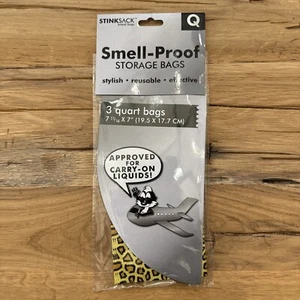 STINKSACK
Q
Smell-Proof
STORAGE BAGS
stylish • reusable • effective
3 quart bags
7 11/16 X 7" (19.5 X 17.7 CM)
APPROVED
FOR
CARRY-ON
LIQUIDS!